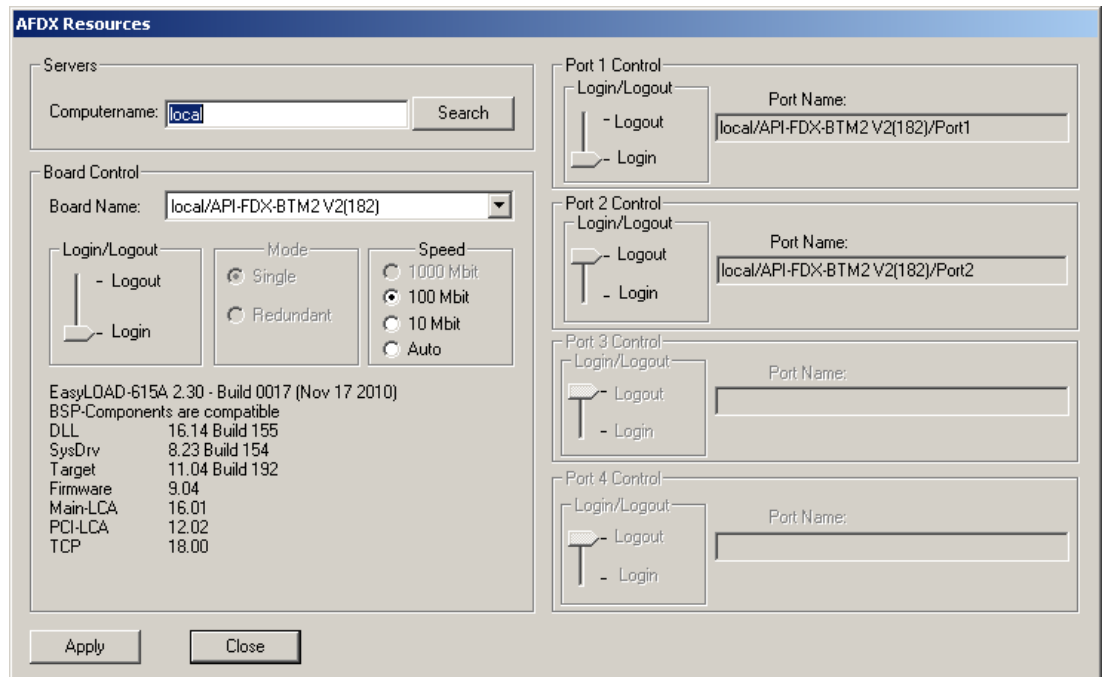 AFDX Resources
Servers
Computername: local Search
Board Control
Board Name: local/API-FDX-BTM2 V2(182)
Login/Logout
- Logout
- Login
Mode
Single
Redundant
Speed
1000 Mbit
100 Mbit
10 Mbit
Auto
EasyLOAD-615A 2.30 - Build 0017 (Nov 17 2010)
BSP-Components are compatible
DLL 16.14 Build 155
SysDrv 8.23 Build 154
Target 11.04 Build 192
Firmware 9.04
Main-LCA 16.01
PCI-LCA 12.02
TCP 18.00
Apply Close
Port 1 Control
Login/Logout
- Logout
- Login
Port Name:
local/API-FDX-BTM2 V2(182)/Port1
Port 2 Control
Login/Logout
- Logout
- Login
Port Name:
local/API-FDX-BTM2 V2(182)/Port2
Port 3 Control
Login/Logout
- Logout
- Login
Port Name:
Port 4 Control
Login/Logout
- Logout
- Login
Port Name: